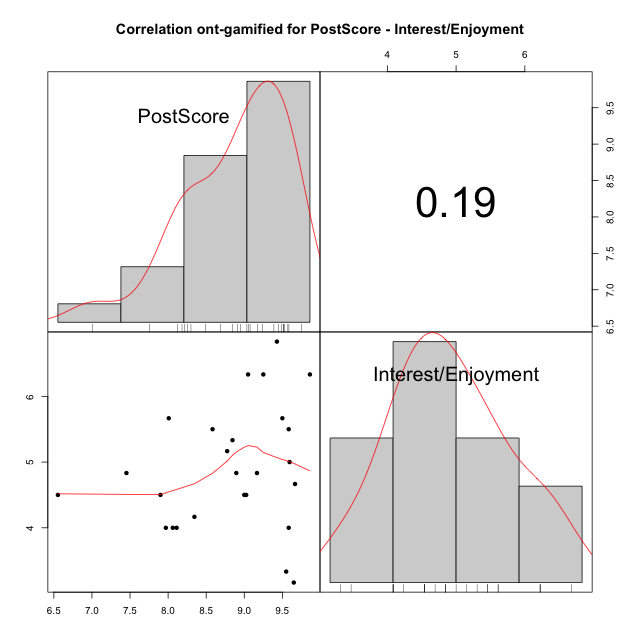 Correlation ont-gamified for PostScore - Interest/Enjoyment
4 5 6
PostScore
0.19
9.5
9.0
8.5
8.0
7.5
7.0
6.5
Interest/Enjoyment
6
5
4
6.5 7.0 7.5 8.0 8.5 9.0 9.5